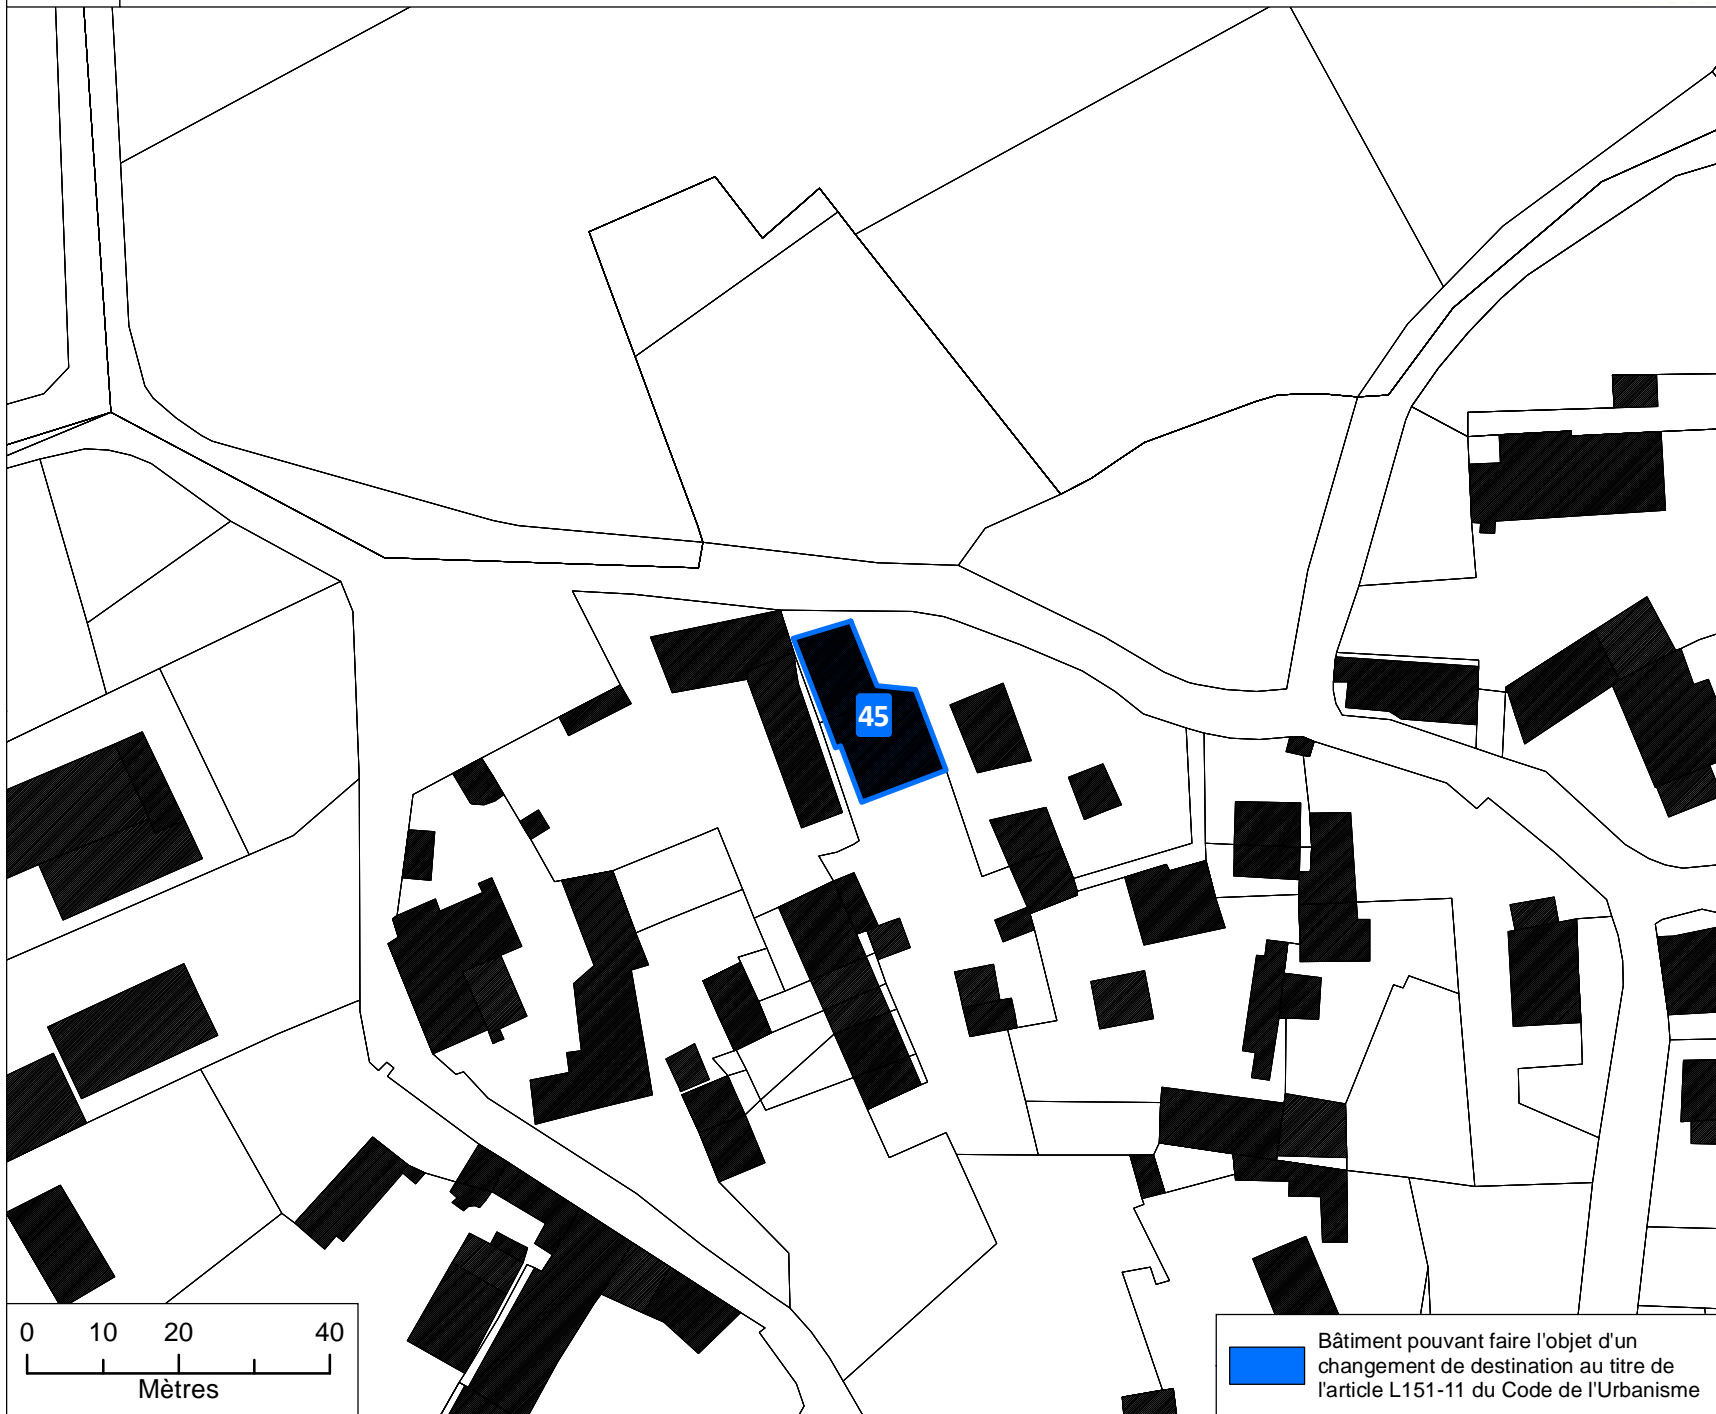 45
0 10 20 40
Mètres
Bâtiment pouvant faire l'objet d'un
changement de destination au titre de
l'article L151-11 du Code de l'Urbanisme